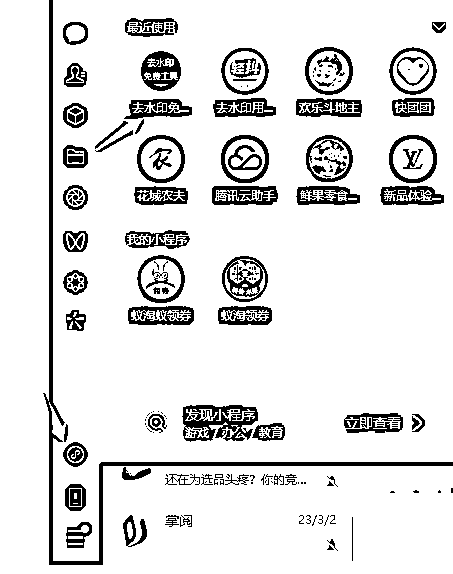 最近使用
去水印
免费工具
去水印免... 去水印用... 欢乐斗地主 快团团
花城农夫 腾讯云助手 鲜果零食... 新品体验...
我的小程序
蚁淘蚁领券 蚁淘领券
发现小程序
游戏 / 办公 / 教育
立即查看
还在为选品头疼？你的竞...
掌阅 23/3/2